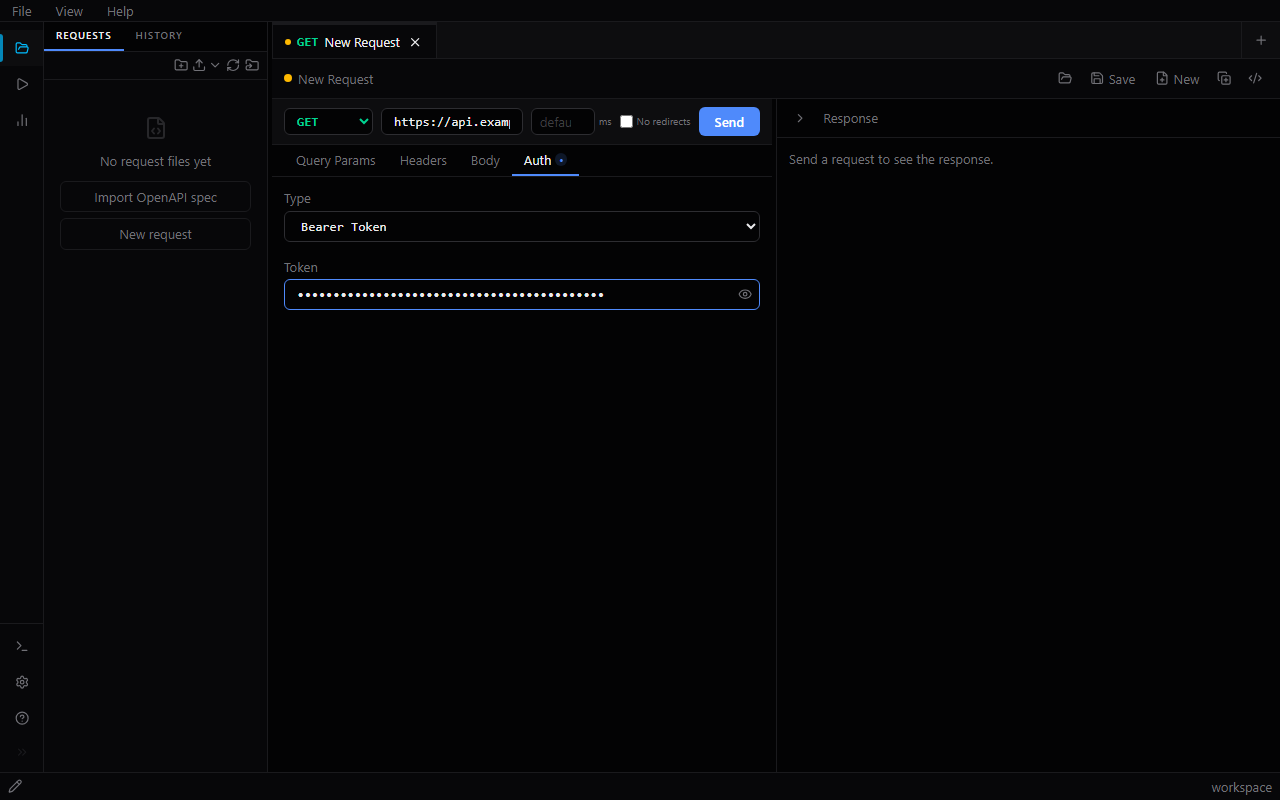 File View Help
REQUESTS HISTORY
GET New Request
New Request
Save New
GET https://api.exam defau ms No redirects Send
Response
No request files yet
Import OpenAPI spec
New request
Query Params Headers Body Auth
Send a request to see the response.
Type
Bearer Token
Token
•••••••••••••••••••••••••••••••••••••••••••
workspace